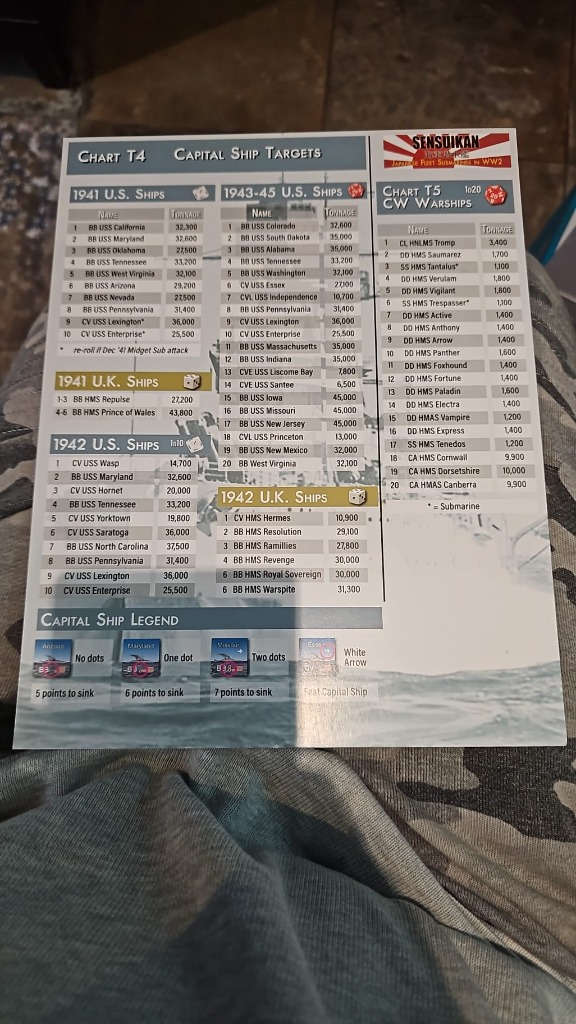 CHART T4 CAPITAL SHIP TARGETS
1941 U.S. SHIPS
NAME TONNAGE
1 BB USS California 32,300
2 BB USS Maryland 32,600
3 BB USS Oklahoma 27,500
4 BB USS Tennessee 33,200
5 BB USS West Virginia 32,100
6 BB USS Arizona 29,200
7 BB USS Nevada 27,500
8 BB USS Pennsylvania 31,400
9 CV USS Lexington* 36,000
10 CV USS Enterprise* 25,500
* re-roll if Dec '41 Midget Sub attack
1941 U.K. SHIPS
1-3 BB HMS Repulse 27,200
4-6 BB HMS Prince of Wales 43,800
1942 U.S. SHIPS 1d10
1 CV USS Wasp 14,700
2 BB USS Maryland 32,600
3 CV USS Hornet 20,000
4 BB USS Tennessee 33,200
5 CV USS Yorktown 19,800
6 CV USS Saratoga 36,000
7 BB USS North Carolina 37,500
8 BB USS Pennsylvania 31,400
9 CV USS Lexington 36,000
10 CV USS Enterprise 25,500
1943-45 U.S. SHIPS
NAME TONNAGE
1 BB USS Colorado 32,600
2 BB USS South Dakota 35,000
3 BB USS Alabama 35,000
4 BB USS Tennessee 33,200
5 BB USS Washington 32,100
6 CV USS Essex 27,100
7 CVL USS Independence 10,700
8 BB USS Pennsylvania 31,400
9 CV USS Lexington 36,000
10 CV USS Enterprise 25,500
11 BB USS Massachusetts 35,000
12 BB USS Indiana 35,000
13 CVE USS Liscome Bay 7,800
14 CVE USS Santee 6,500
15 BB USS Iowa 45,000
16 BB USS Missouri 45,000
17 BB USS New Jersey 45,000
18 CVL USS Princeton 13,000
19 BB USS New Mexico 32,000
20 BB West Virginia 32,100
1942 U.K. SHIPS
1 CV HMS Hermes 10,900
2 BB HMS Resolution 29,100
3 BB HMS Ramillies 27,800
4 BB HMS Revenge 30,000
6 BB HMS Royal Sovereign 30,000
6 BB HMS Warspite 31,300
CAPITAL SHIP LEGEND
Arizona
No dots
5 points to sink
Maryland
One dot
6 points to sink
Missouri
Two dots
7 points to sink
Essex
White
Arrow
Fast Capital Ship
SENSUIKAN
JAPANESE FLEET SUBMARINES IN WW2
CHART T5 1d20
CW WARSHIPS
NAME TONNAGE
1 CL HNLMS Tromp 3,400
2 DD HMS Saumarez 1,700
3 SS HMS Tantalus* 1,100
4 DD HMS Verulam 1,800
5 DD HMS Vigilant 1,800
6 SS HMS Trespasser* 1,100
7 DD HMS Active 1,400
8 DD HMS Anthony 1,400
9 DD HMS Arrow 1,400
10 DD HMS Panther 1,600
11 DD HMS Foxhound 1,400
12 DD HMS Fortune 1,400
13 DD HMS Paladin 1,600
14 DD HMS Electra 1,400
15 DD HMAS Vampire 1,200
16 DD HMS Express 1,400
17 SS HMS Tenedos 1,200
18 CA HMS Cornwall 9,900
19 CA HMS Dorsetshire 10,000
20 CA HMAS Canberra 9,900
* = Submarine